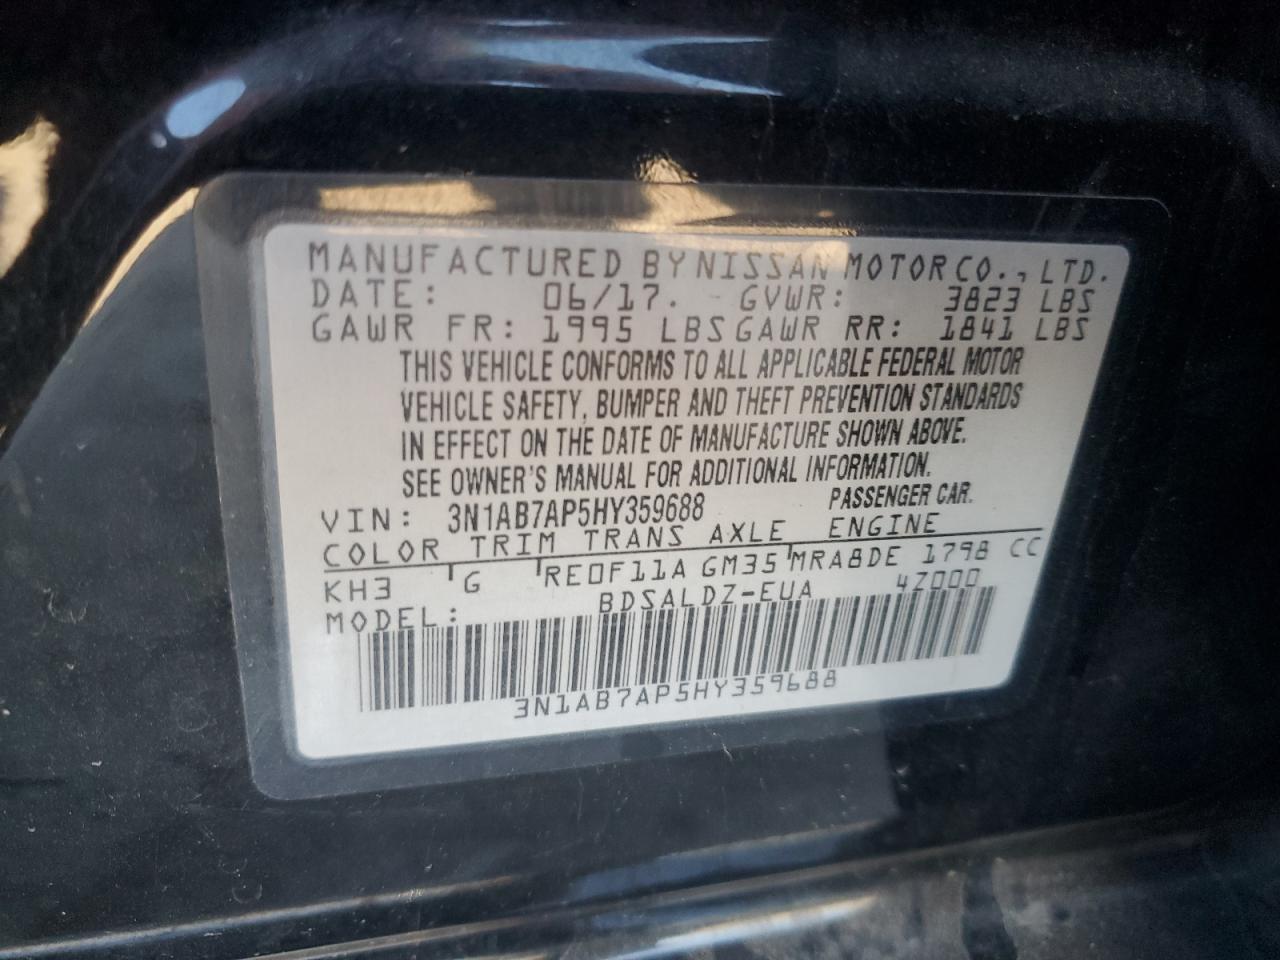 MANUFACTURED BY NISSAN MOTOR CO., LTD.
DATE: 06/17. GVWR: 3823 LBS
GAWR FR: 1995 LBS GAWR RR: 1841 LBS
THIS VEHICLE CONFORMS TO ALL APPLICABLE FEDERAL MOTOR
VEHICLE SAFETY, BUMPER AND THEFT PREVENTION STANDARDS
IN EFFECT ON THE DATE OF MANUFACTURE SHOWN ABOVE.
SEE OWNER'S MANUAL FOR ADDITIONAL INFORMATION.
VIN: 3N1AB7AP5HY359688 PASSENGER CAR.
COLOR TRIM TRANS AXLE ENGINE
KH3 G RE0F11A GM35 MRA8DE 1798 CC
MODEL: BDSALDZ-EUA 4Z000
3N1AB7AP5HY359688